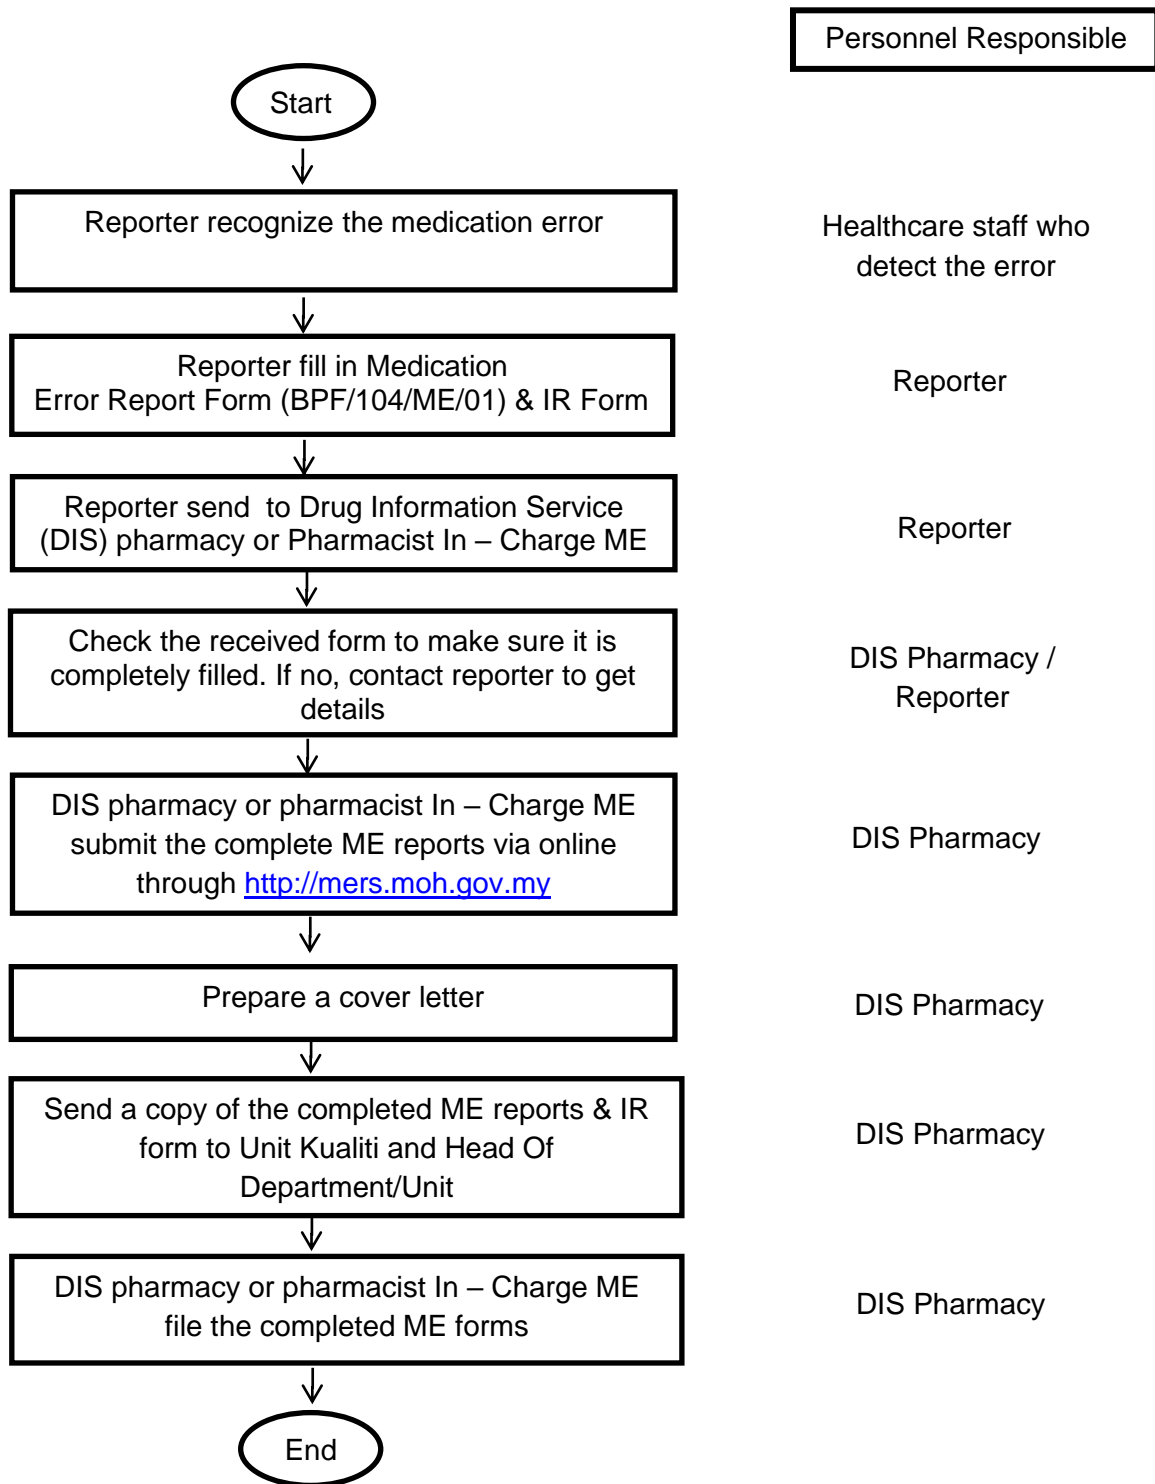 Personnel Responsible
Start
Reporter recognize the medication error
Healthcare staff who
detect the error
Reporter fill in Medication
Error Report Form (BPF/104/ME/01) & IR Form
Reporter
Reporter send  to Drug Information Service
(DIS) pharmacy or Pharmacist In – Charge ME
Reporter
Check the received form to make sure it is
completely filled. If no, contact reporter to get
details
DIS Pharmacy /
Reporter
DIS pharmacy or pharmacist In – Charge ME
submit the complete ME reports via online
through http://mers.moh.gov.my
DIS Pharmacy
Prepare a cover letter
DIS Pharmacy
Send a copy of the completed ME reports & IR
form to Unit Kualiti and Head Of
Department/Unit
DIS Pharmacy
DIS pharmacy or pharmacist In – Charge ME
file the completed ME forms
DIS Pharmacy
End